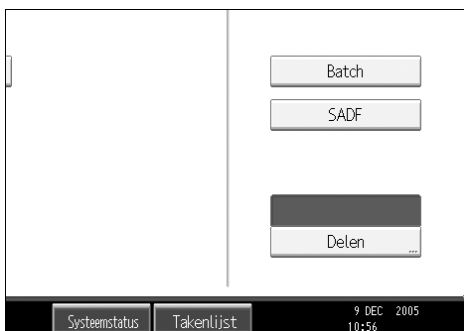 Batch
SADF
Delen
...
Systeemstatus
Takenlijst
9 DEC 2005
10:56